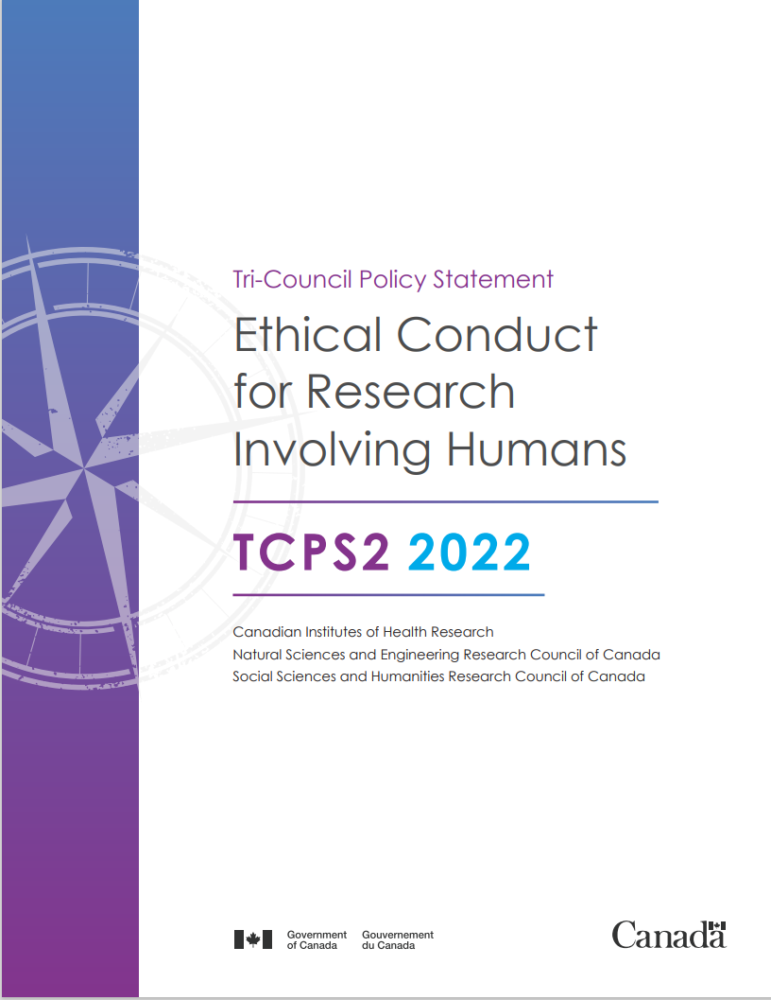 Tri-Council Policy Statement
Ethical Conduct
for Research
Involving Humans
TCPS2 2022
Canadian Institutes of Health Research
Natural Sciences and Engineering Research Council of Canada
Social Sciences and Humanities Research Council of Canada
Government of Canada
Gouvernement du Canada
Canada